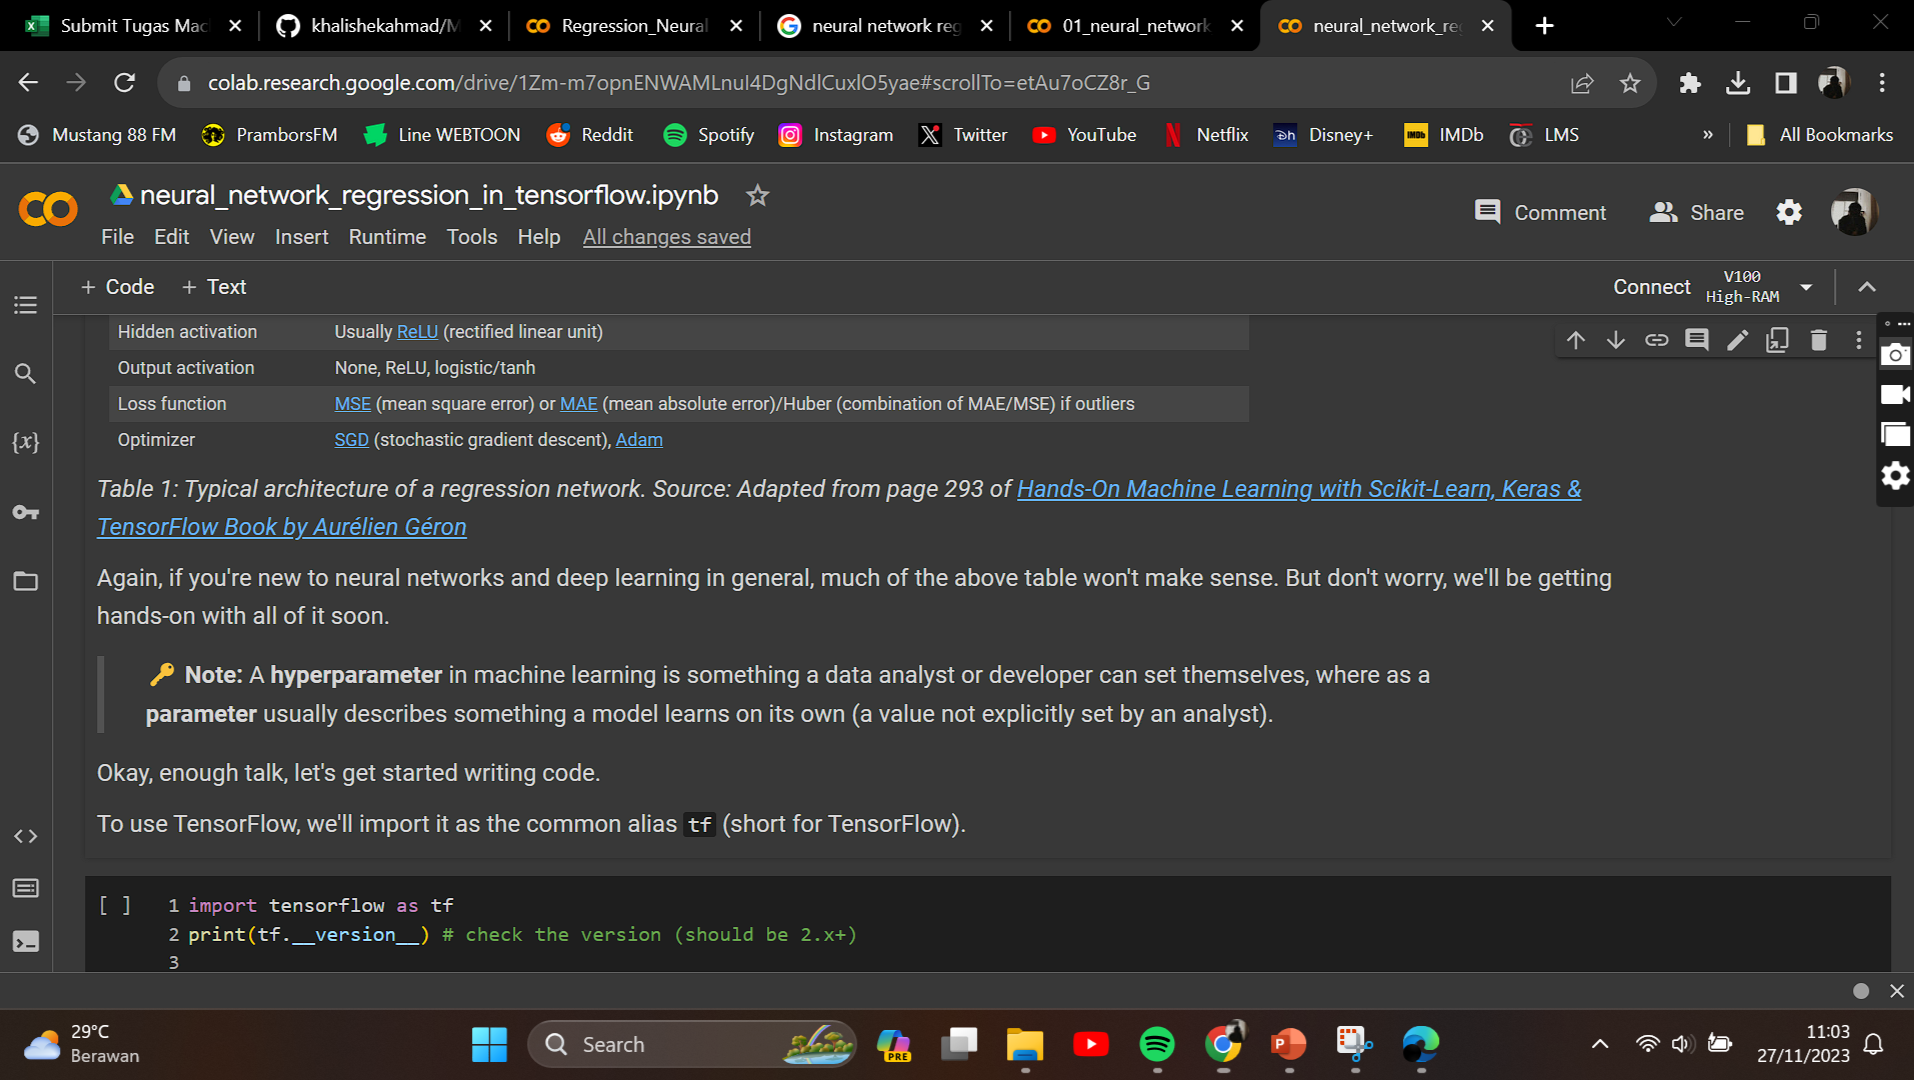 Submit Tugas Mac
khalishekahmad/M
Regression_Neural
neural network reg
01_neural_network
neural_network_reg
colab.research.google.com/drive/1Zm-m7opnENWAMLnul4DgNdlCuxlO5yae#scrollTo=etAu7oCZ8r_G
Mustang 88 FM
PramborsFM
Line WEBTOON
Reddit
Spotify
Instagram
Twitter
YouTube
Netflix
Disney+
IMDb
LMS
»
All Bookmarks
neural_network_regression_in_tensorflow.ipynb
File Edit View Insert Runtime Tools Help All changes saved
Comment
Share
+ Code + Text
Connect
V100
High-RAM
Hidden activation Usually ReLU (rectified linear unit)
Output activation None, ReLU, logistic/tanh
Loss function MSE (mean square error) or MAE (mean absolute error)/Huber (combination of MAE/MSE) if outliers
Optimizer SGD (stochastic gradient descent), Adam
Table 1: Typical architecture of a regression network. Source: Adapted from page 293 of Hands-On Machine Learning with Scikit-Learn, Keras &
TensorFlow Book by Aurélien Géron
Again, if you're new to neural networks and deep learning in general, much of the above table won't make sense. But don't worry, we'll be getting
hands-on with all of it soon.
🔑 Note: A hyperparameter in machine learning is something a data analyst or developer can set themselves, where as a
parameter usually describes something a model learns on its own (a value not explicitly set by an analyst).
Okay, enough talk, let's get started writing code.
To use TensorFlow, we'll import it as the common alias tf (short for TensorFlow).
[ ] 1 import tensorflow as tf
2 print(tf.__version__) # check the version (should be 2.x+)
3
29°C
Berawan
Search
PRE
11:03
27/11/2023